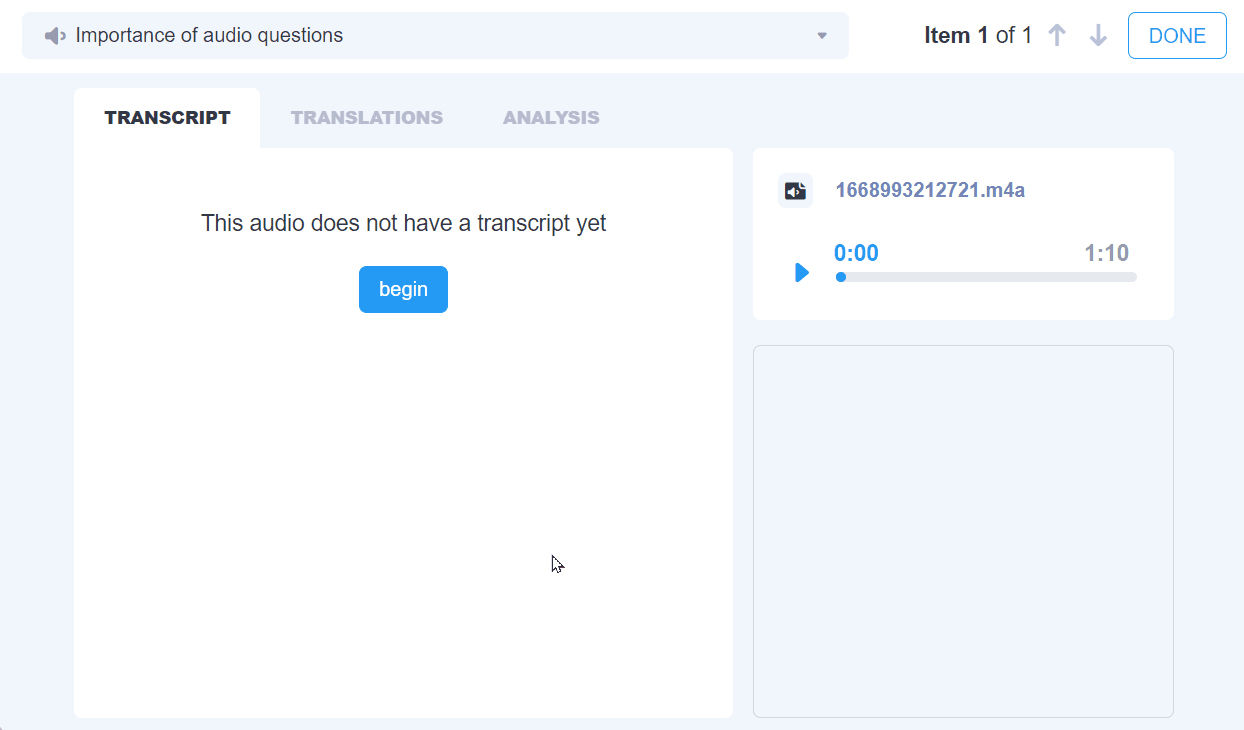 Importance of audio questions
Item 1 of 1
DONE
TRANSCRIPT
TRANSLATIONS
ANALYSIS
This audio does not have a transcript yet
begin
1668993212721.m4a
0:00
1:10